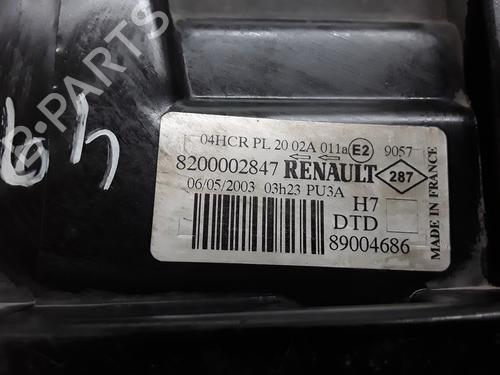 04HCR PL 20 02A 011a E2 9057
8200002847 RENAULT 287
06/05/2003 03h23 PU3A
H7
DTD
89004686
MADE IN FRANCE
B-PARTS